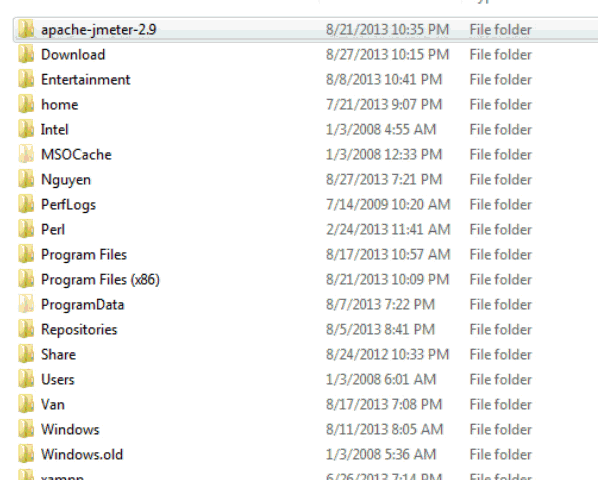 apache-jmeter-2.9 8/21/2013 10:35 PM File folder
Download 8/27/2013 10:15 PM File folder
Entertainment 8/8/2013 10:41 PM File folder
home 7/21/2013 9:07 PM File folder
Intel 1/3/2008 4:55 AM File folder
MSOCache 1/3/2008 12:33 PM File folder
Nguyen 8/27/2013 7:21 PM File folder
PerfLogs 7/14/2009 10:20 AM File folder
Perl 2/24/2013 11:41 AM File folder
Program Files 8/17/2013 10:57 AM File folder
Program Files (x86) 8/21/2013 10:09 PM File folder
ProgramData 8/7/2013 7:22 PM File folder
Repositories 8/5/2013 8:41 PM File folder
Share 8/24/2012 10:33 PM File folder
Users 1/3/2008 6:01 AM File folder
Van 8/17/2013 7:08 PM File folder
Windows 8/11/2013 8:05 AM File folder
Windows.old 1/3/2008 5:36 AM File folder
xampp 6/26/2013 7:14 PM File folder